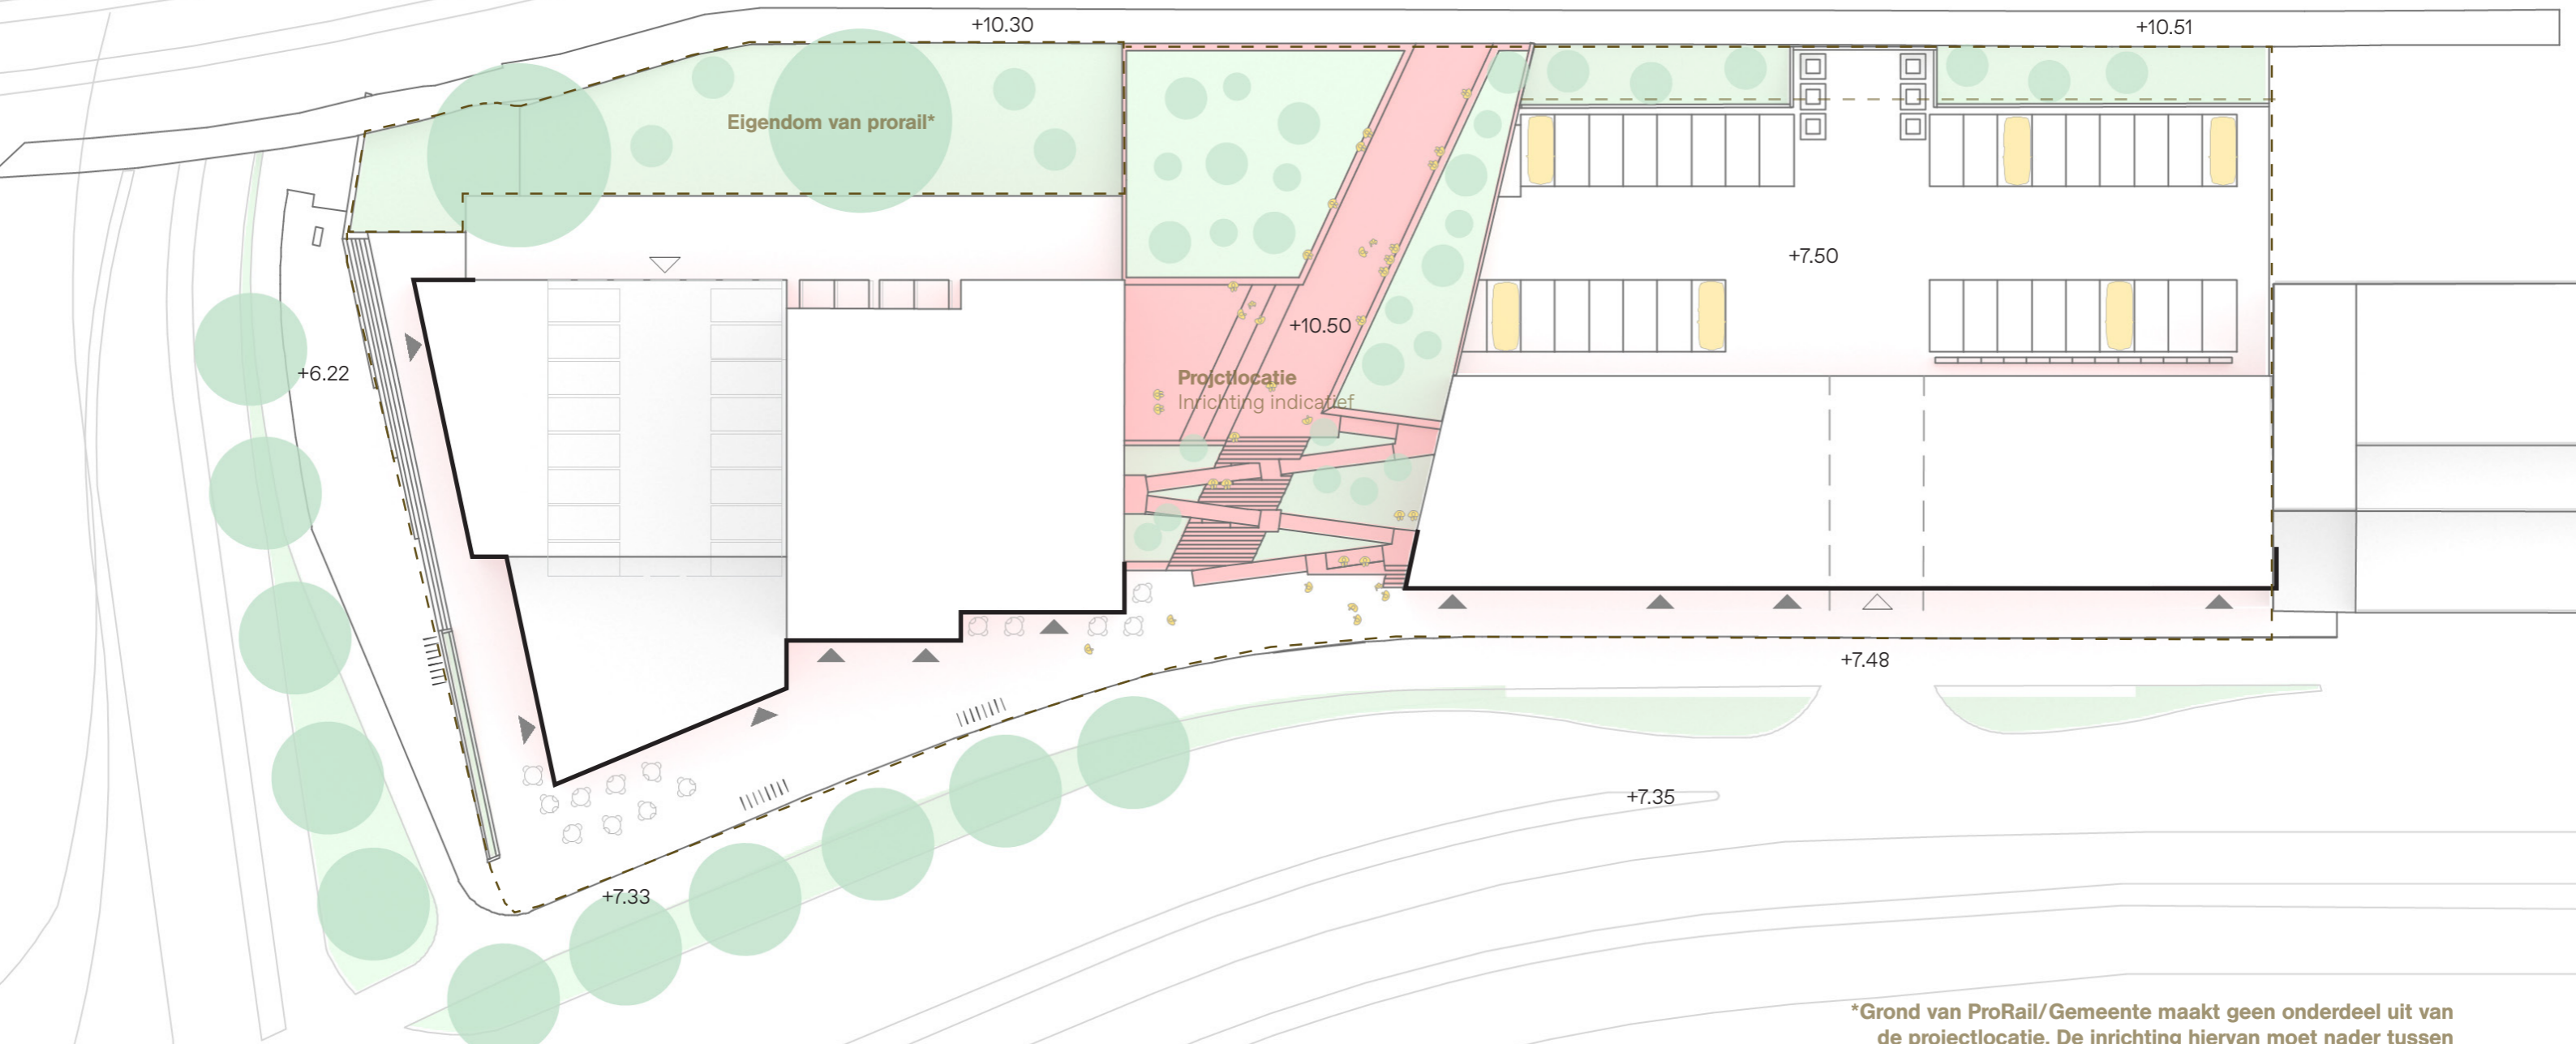 +10.30
+10.51
Eigendom van prorail*
+7.50
+10.50
+6.22
Projctlocatie
Inrichting indicatief
+7.48
+7.35
+7.33
*Grond van ProRail/Gemeente maakt geen onderdeel uit van
de projectlocatie. De inrichting hiervan moet nader tussen